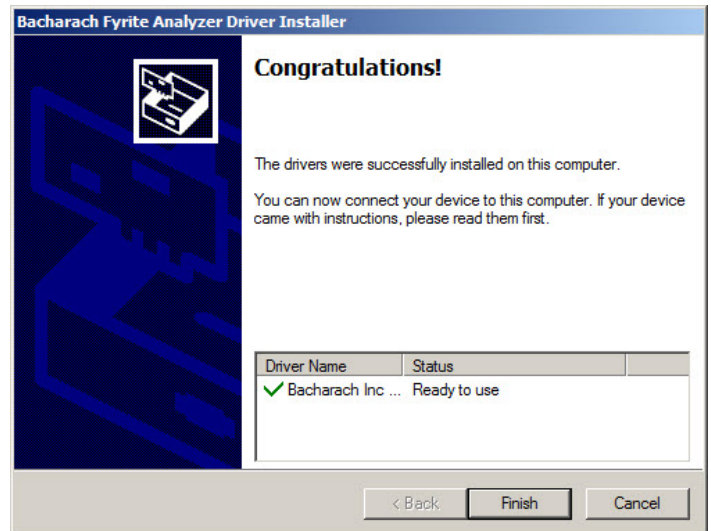 Bacharach Fyrite Analyzer Driver Installer
Congratulations!
The drivers were successfully installed on this computer.
You can now connect your device to this computer. If your device
came with instructions, please read them first.
Driver Name Status
Bacharach Inc ... Ready to use
< Back Finish Cancel